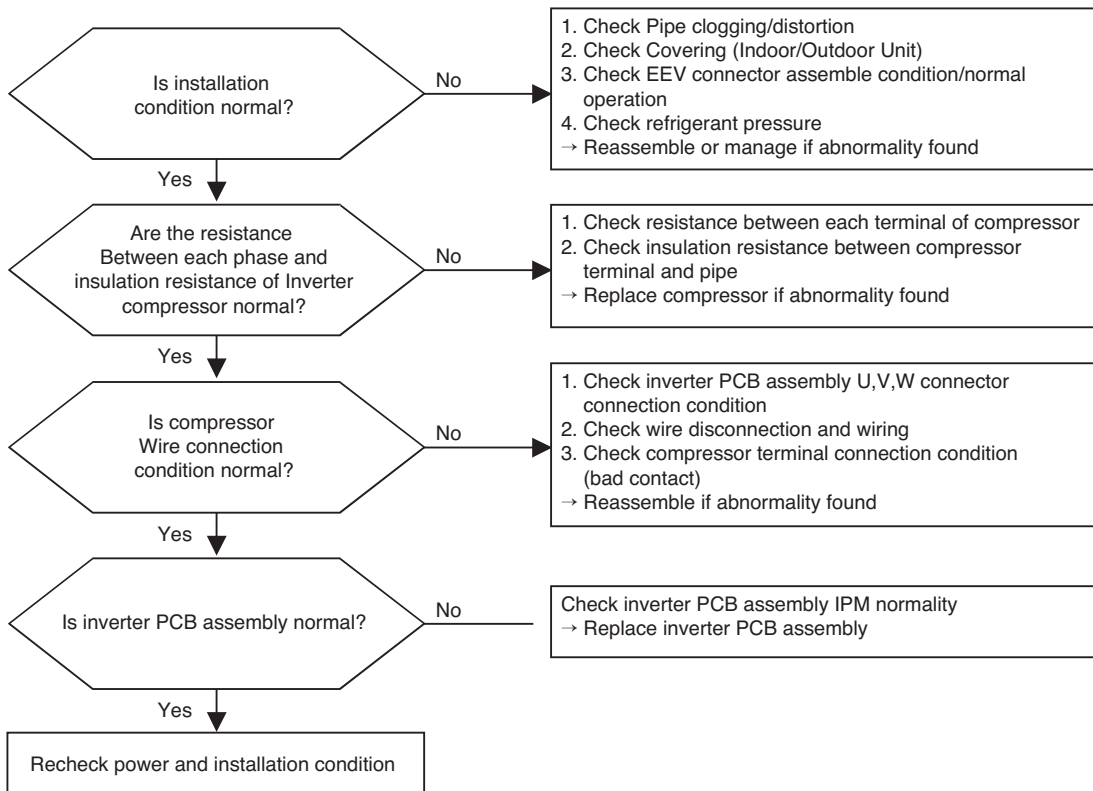 Is installation
condition normal?
No
1. Check Pipe clogging/distortion
2. Check Covering (Indoor/Outdoor Unit)
3. Check EEV connector assemble condition/normal
operation
4. Check refrigerant pressure
→ Reassemble or manage if abnormality found
Yes
Are the resistance
Between each phase and
insulation resistance of Inverter
compressor normal?
No
1. Check resistance between each terminal of compressor
2. Check insulation resistance between compressor
terminal and pipe
→ Replace compressor if abnormality found
Yes
Is compressor
Wire connection
condition normal?
No
1. Check inverter PCB assembly U,V,W connector
connection condition
2. Check wire disconnection and wiring
3. Check compressor terminal connection condition
(bad contact)
→ Reassemble if abnormality found
Yes
Is inverter PCB assembly normal?
No
Check inverter PCB assembly IPM normality
→ Replace inverter PCB assembly
Yes
Recheck power and installation condition